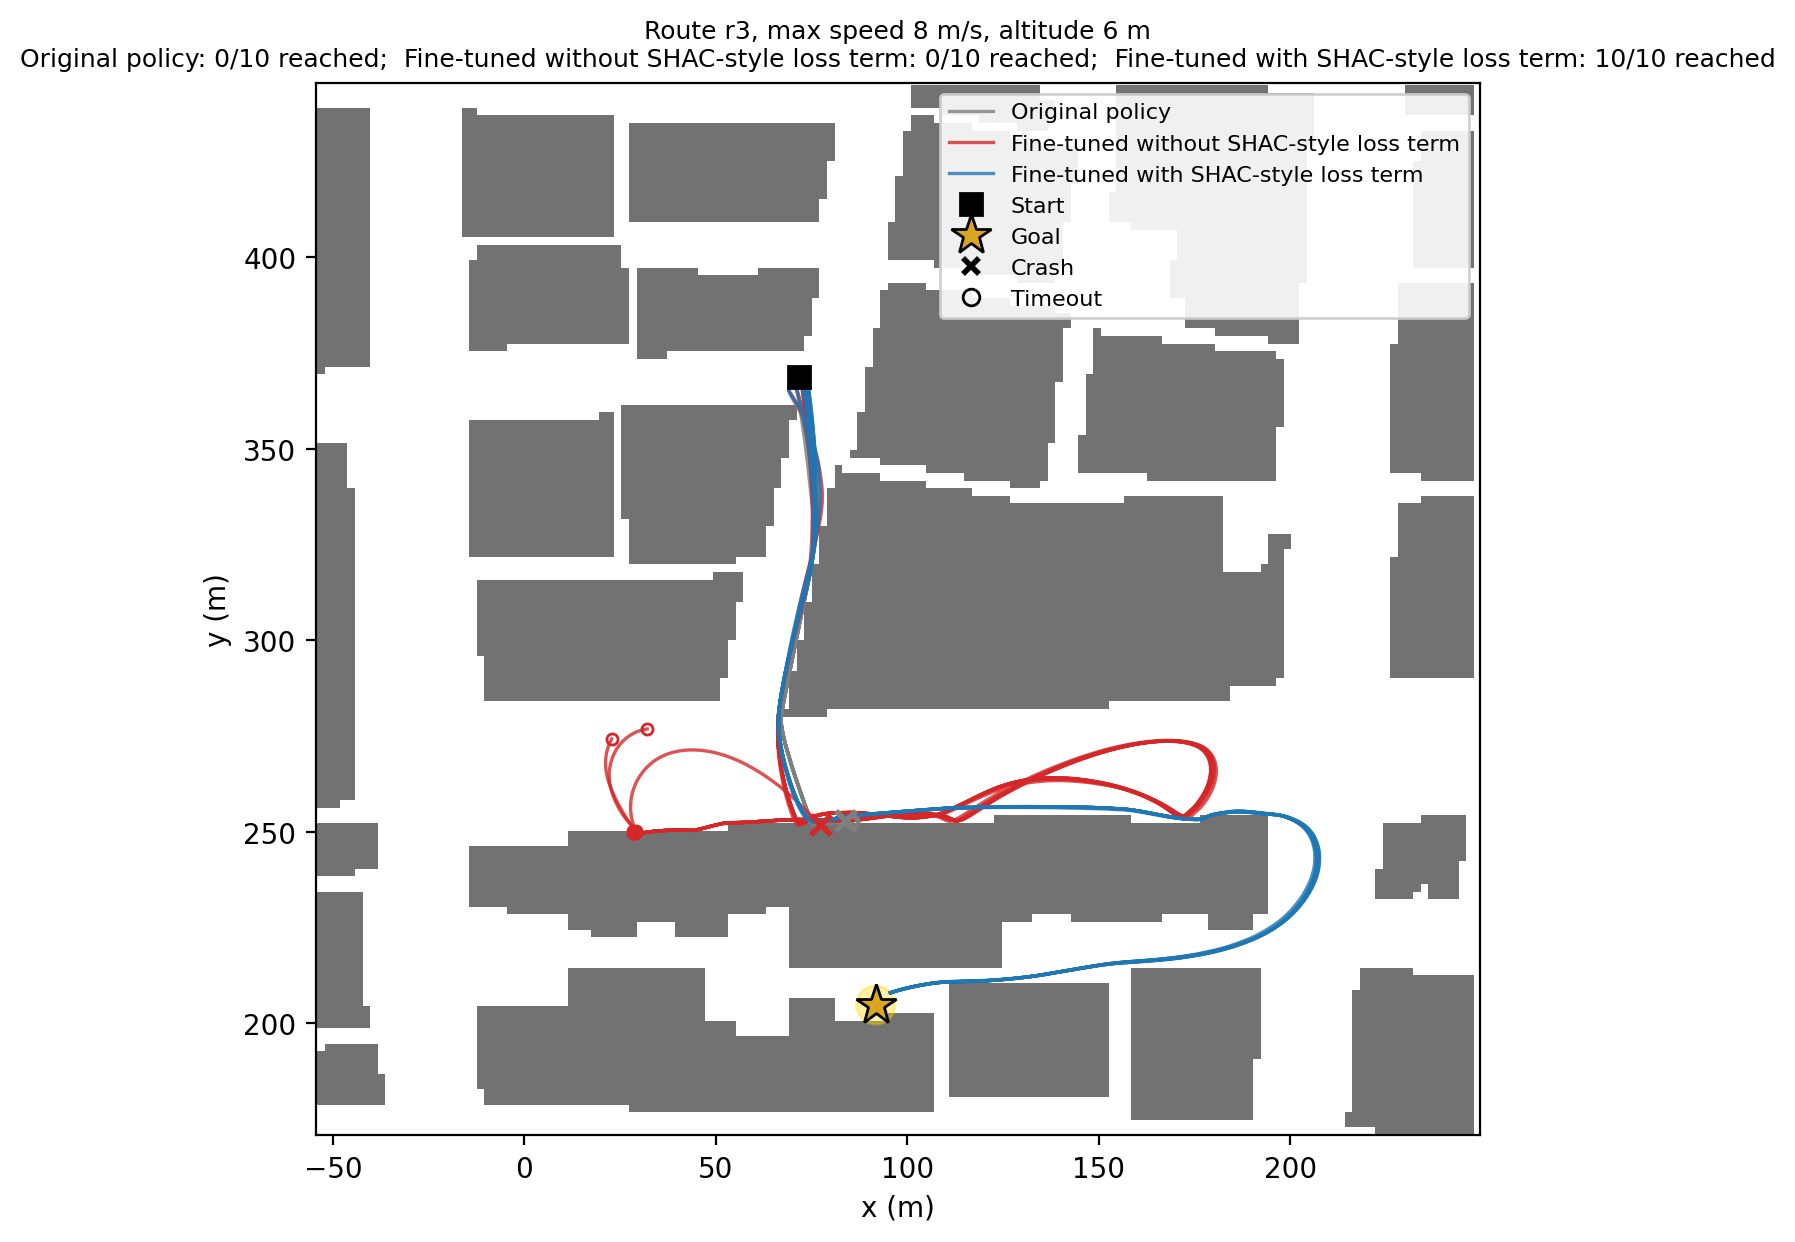 Route r3, max speed 8 m/s, altitude 6 m
Original policy: 0/10 reached;  Fine-tuned without SHAC-style loss term: 0/10 reached;  Fine-tuned with SHAC-style loss term: 10/10 reached
Original policy
Fine-tuned without SHAC-style loss term
Fine-tuned with SHAC-style loss term
Start
Goal
Crash
Timeout
400
350
300
250
200
y (m)
−50 0 50 100 150 200
x (m)